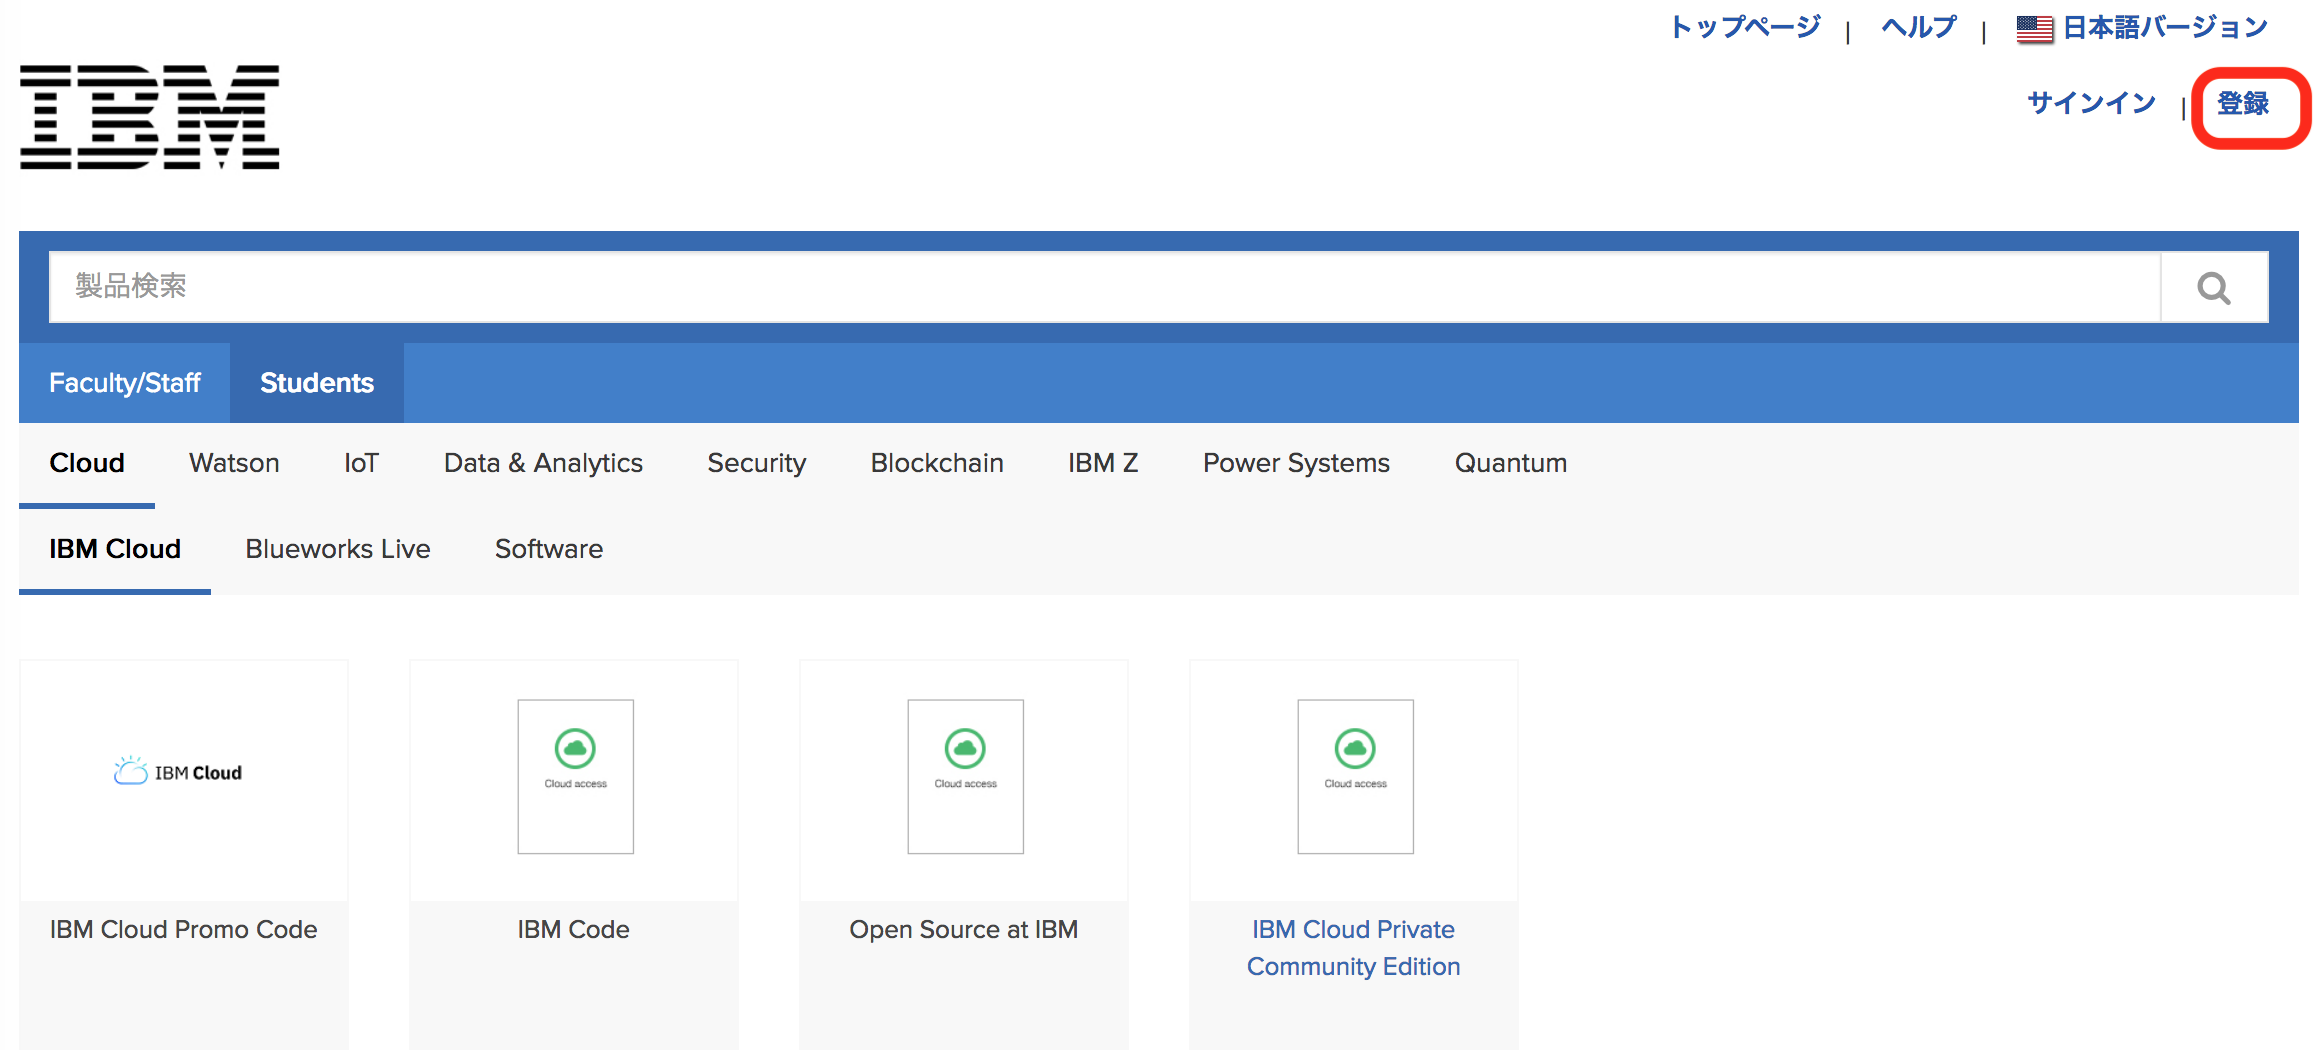 トップページ | ヘルプ | 日本語バージョン
IBM
サインイン | 登録
製品検索
Faculty/Staff Students
Cloud Watson IoT Data & Analytics Security Blockchain IBM Z Power Systems Quantum
IBM Cloud Blueworks Live Software
IBM Cloud
Cloud access
Cloud access
Cloud access
IBM Cloud Promo Code
IBM Code
Open Source at IBM
IBM Cloud Private
Community Edition